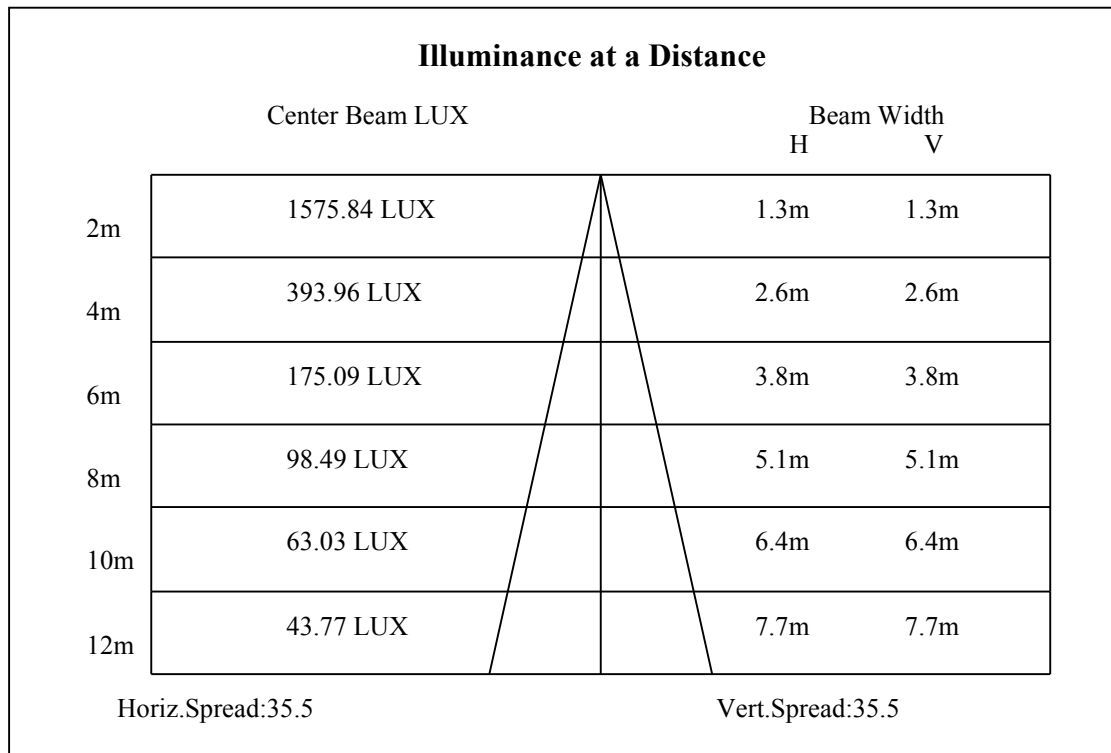 Illuminance at a Distance
Center Beam LUX Beam Width
H V
2m 1575.84 LUX 1.3m 1.3m
4m 393.96 LUX 2.6m 2.6m
6m 175.09 LUX 3.8m 3.8m
8m 98.49 LUX 5.1m 5.1m
10m 63.03 LUX 6.4m 6.4m
12m 43.77 LUX 7.7m 7.7m
Horiz.Spread:35.5 Vert.Spread:35.5